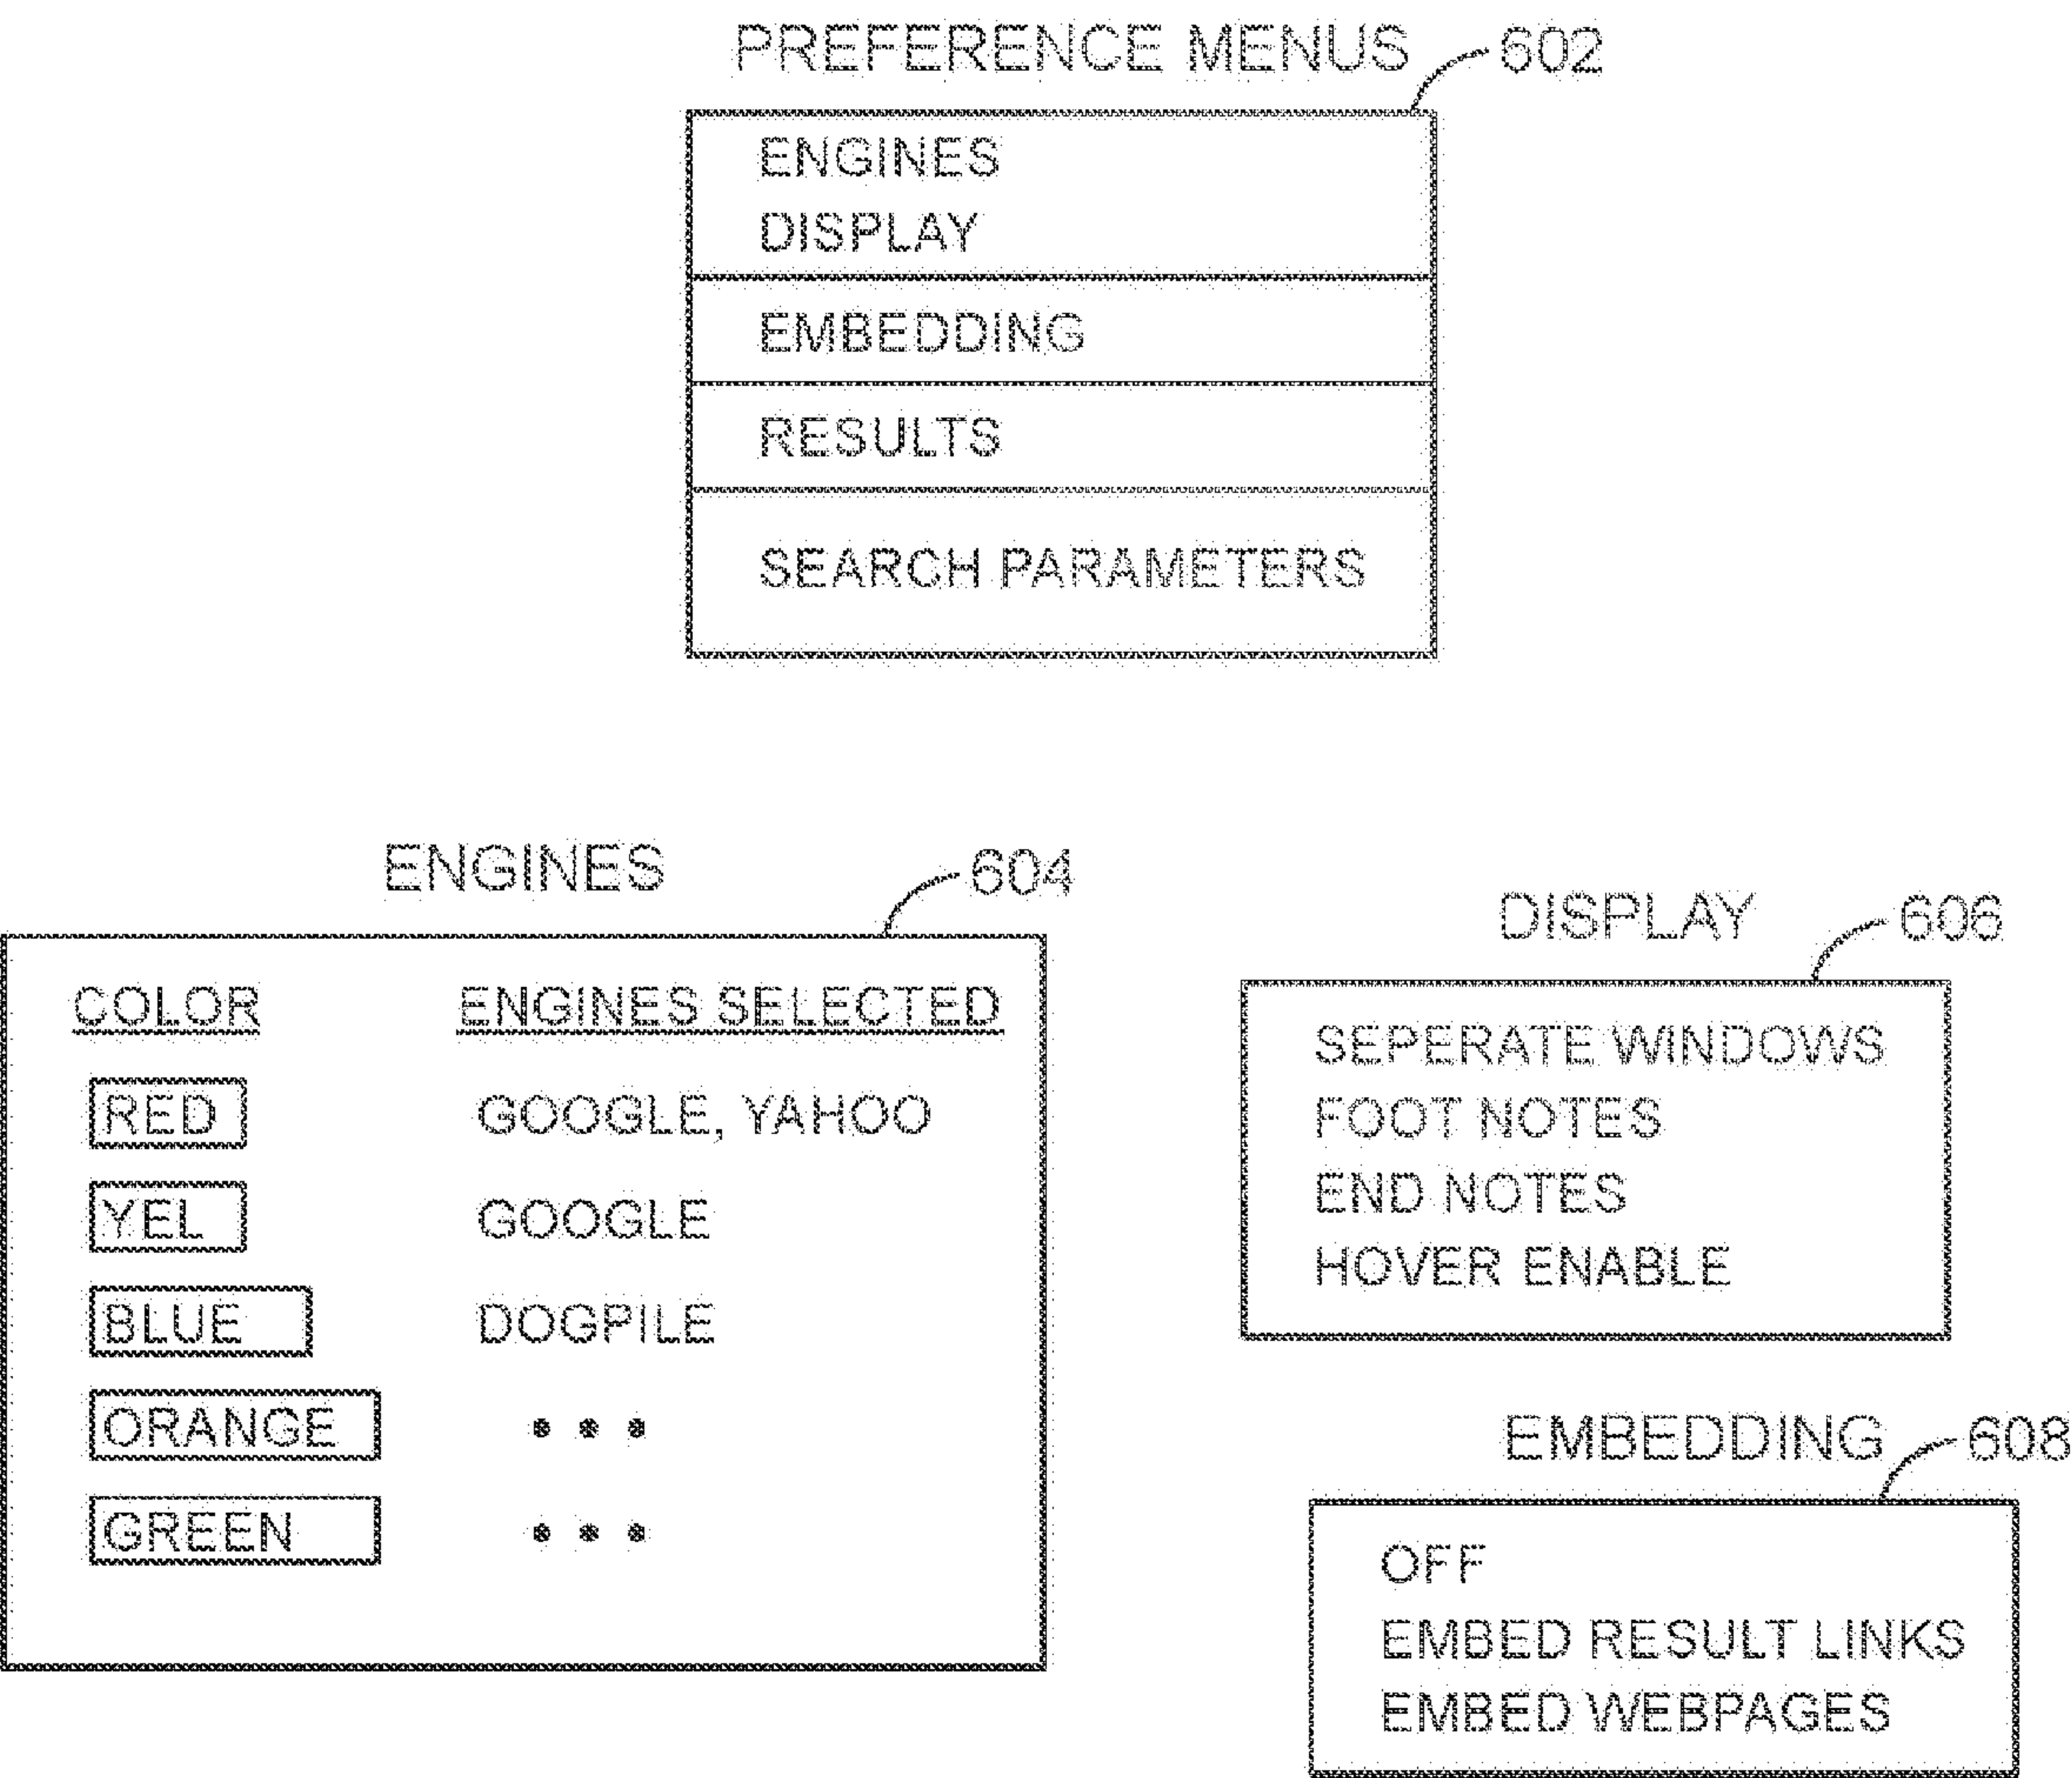 PREFERENCE MENUS 602
ENGINES
DISPLAY
EMBEDDING
RESULTS
SEARCH PARAMETERS
ENGINES 604
COLOR ENGINES SELECTED
RED GOOGLE, YAHOO
YEL GOOGLE
BLUE DOGPILE
ORANGE • • •
GREEN • • •
DISPLAY 606
SEPERATE WINDOWS
FOOT NOTES
END NOTES
HOVER ENABLE
EMBEDDING 608
OFF
EMBED RESULT LINKS
EMBED WEBPAGES